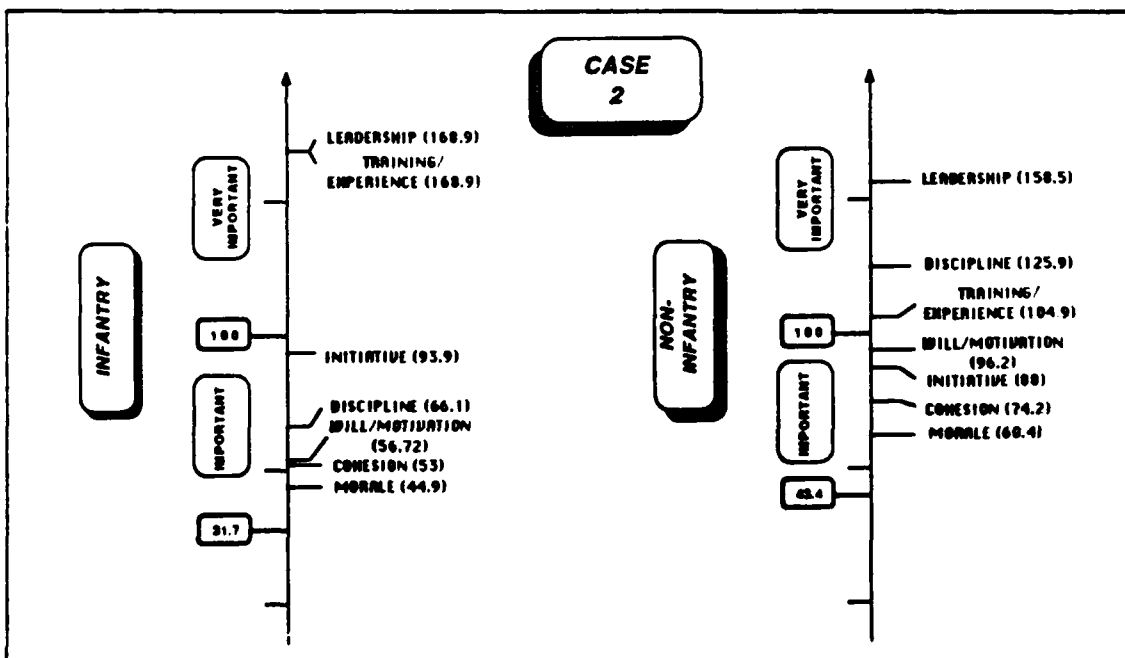 CASE
2
INFANTRY
VERY
IMPORTANT
100
IMPORTANT
31.7
LEADERSHIP (168.9)
TRAINING/
EXPERIENCE (168.9)
INITIATIVE (93.9)
DISCIPLINE (66.1)
WILL/MOTIVATION
(56.72)
COHESION (53)
MORALE (44.9)
NON-
INFANTRY
VERY
IMPORTANT
100
IMPORTANT
43.4
LEADERSHIP (158.5)
DISCIPLINE (125.9)
TRAINING/
EXPERIENCE (104.9)
WILL/MOTIVATION
(96.2)
INITIATIVE (88)
COHESION (74.2)
MORALE (60.4)